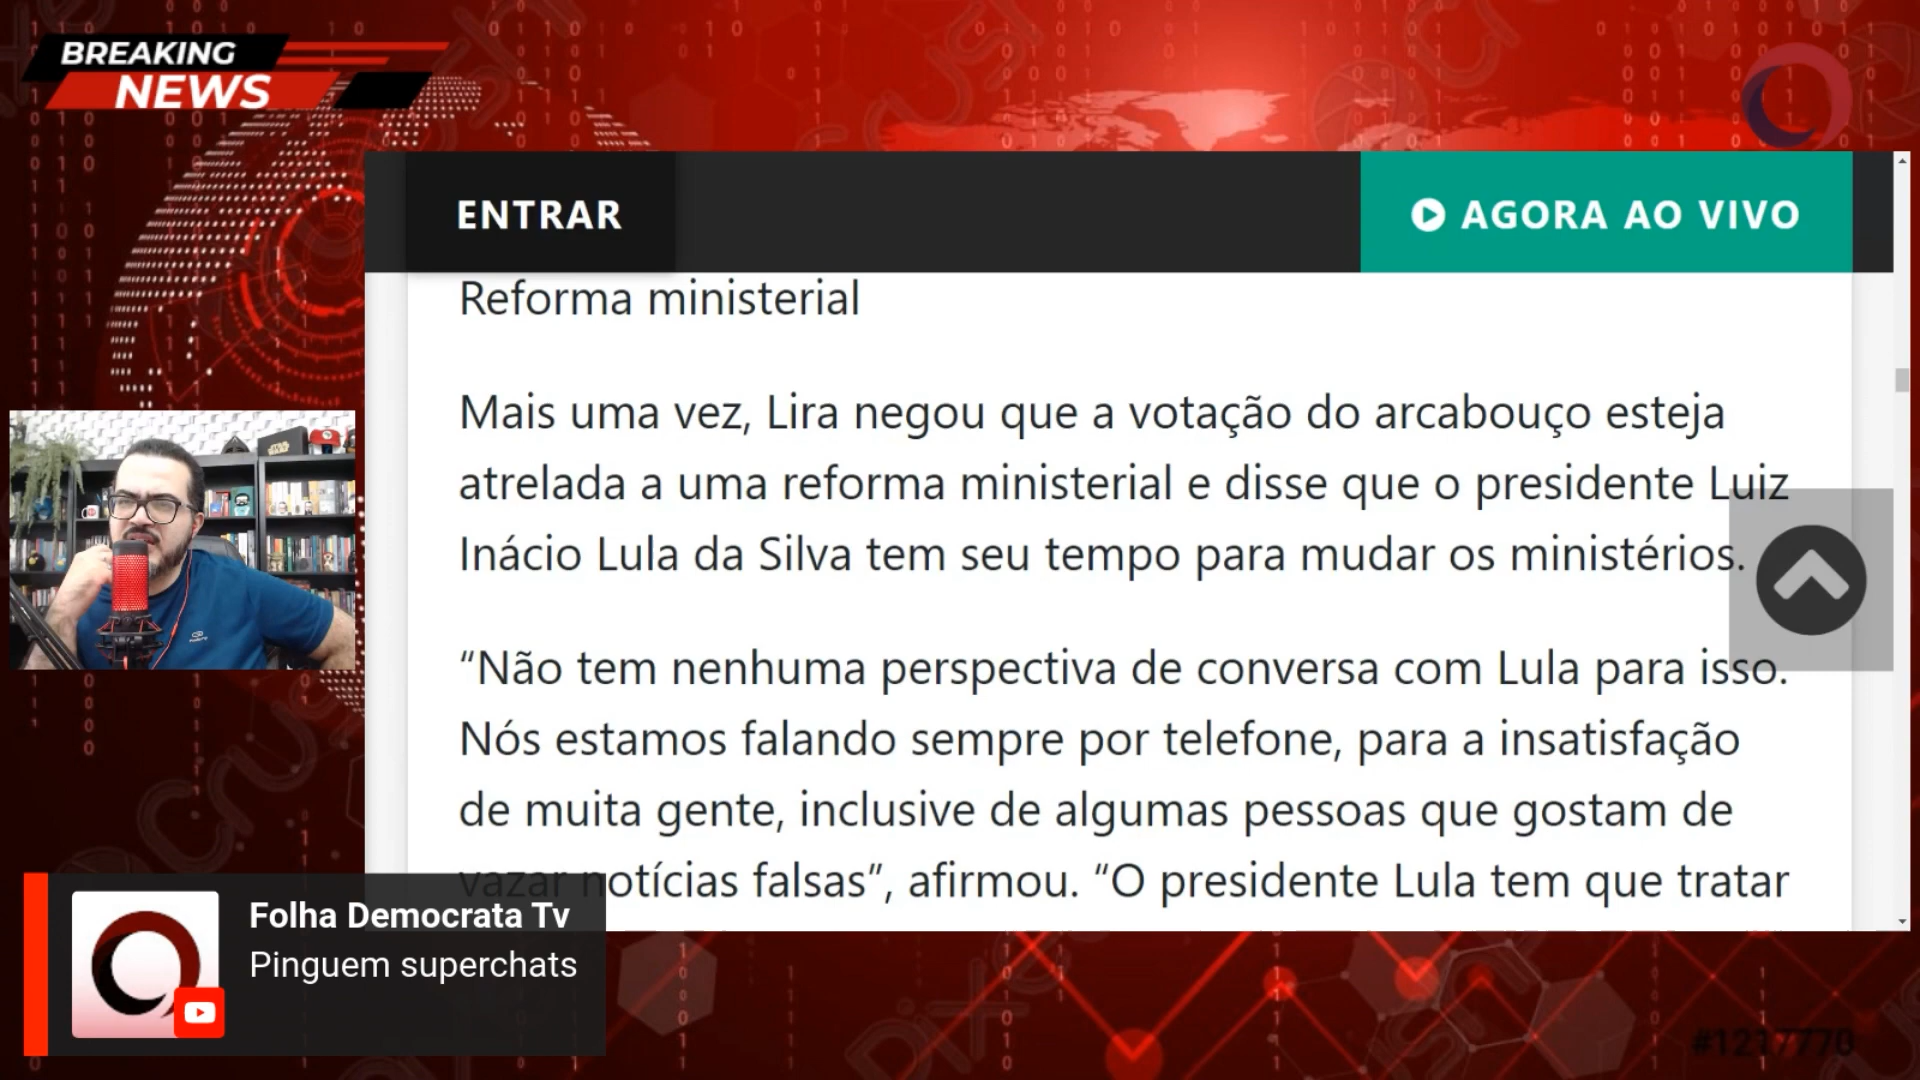 BREAKING
NEWS
ENTRAR
AGORA AO VIVO
Reforma ministerial
Mais uma vez, Lira negou que a votação do arcabouço esteja
atrelada a uma reforma ministerial e disse que o presidente Luiz
Inácio Lula da Silva tem seu tempo para mudar os ministérios.
“Não tem nenhuma perspectiva de conversa com Lula para isso.
Nós estamos falando sempre por telefone, para a insatisfação
de muita gente, inclusive de algumas pessoas que gostam de
vazar notícias falsas”, afirmou. “O presidente Lula tem que tratar
Folha Democrata Tv
Pinguem superchats